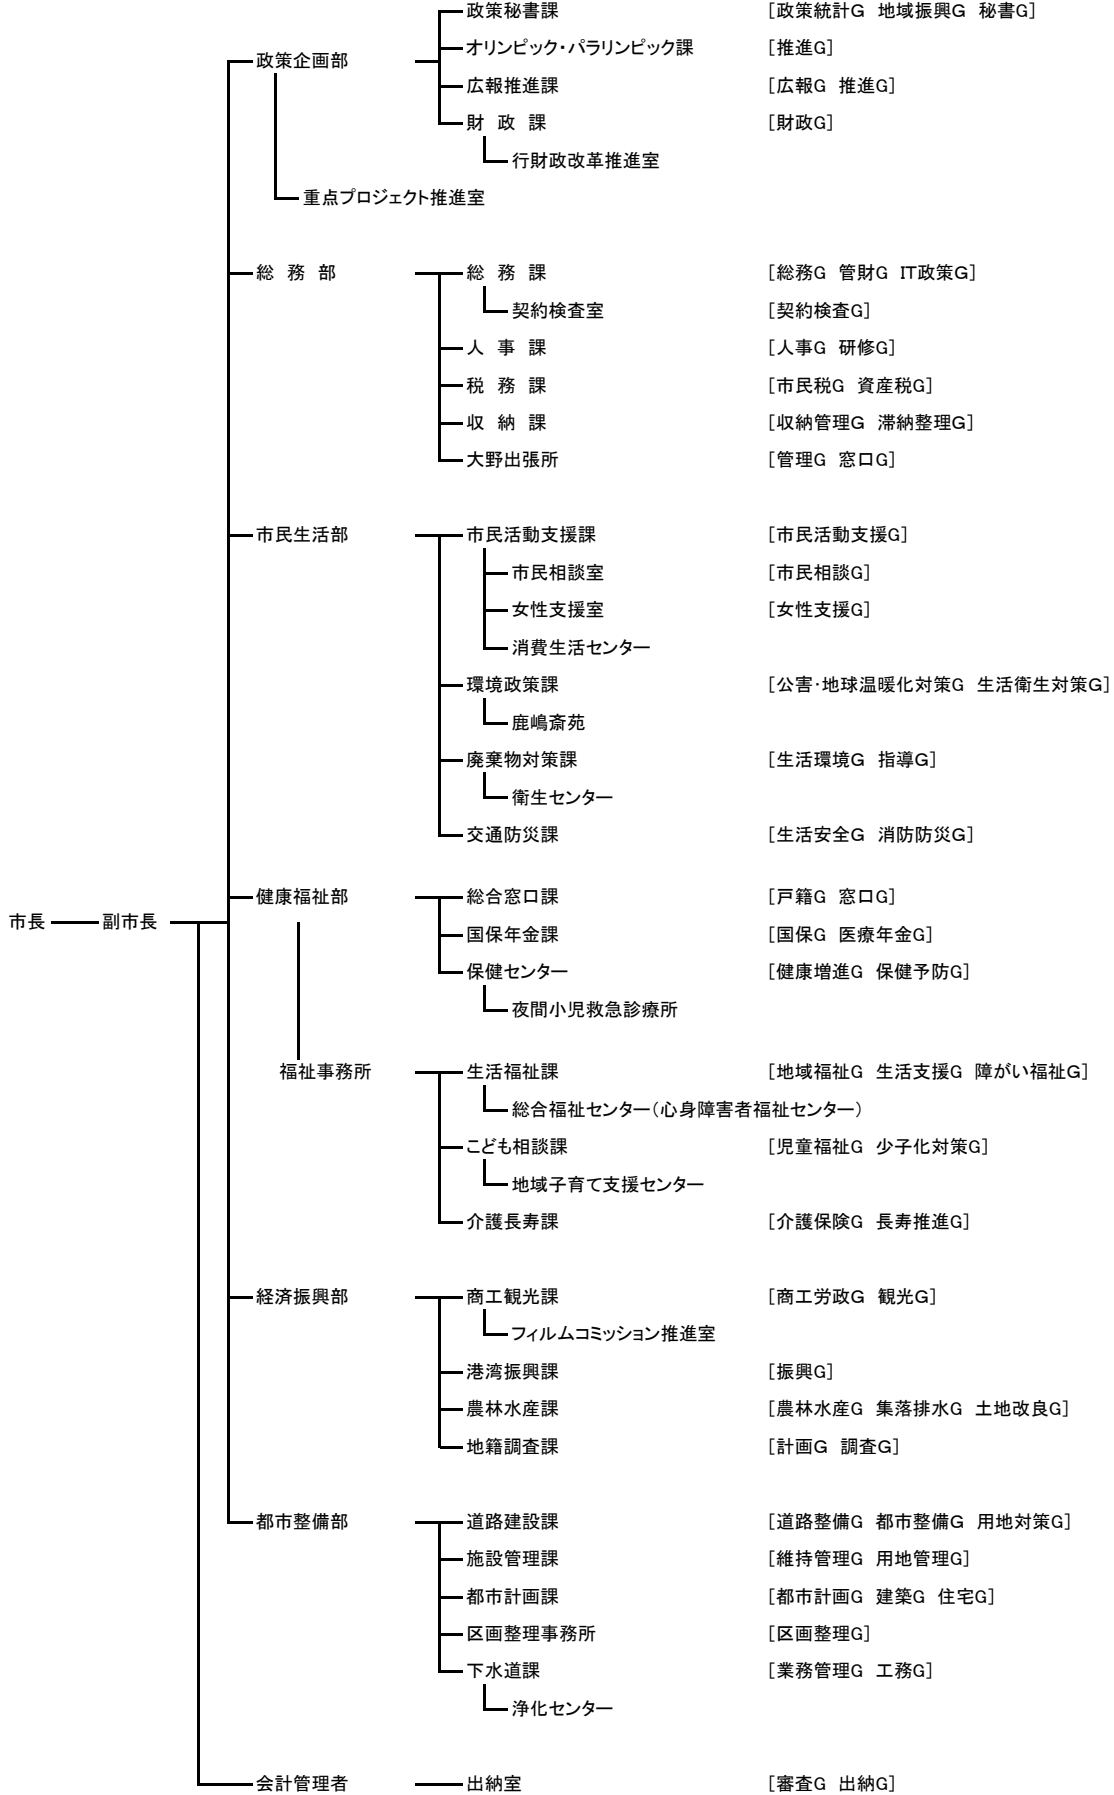 政策秘書課 [政策統計G 地域振興G 秘書G]
オリンピック・パラリンピック課 [推進G]
政策企画部
広報推進課 [広報G 推進G]
財 政 課 [財政G]
行財政改革推進室
重点プロジェクト推進室
総 務 部 総 務 課 [総務G 管財G IT政策G]
契約検査室 [契約検査G]
人 事 課 [人事G 研修G]
税 務 課 [市民税G 資産税G]
収 納 課 [収納管理G 滞納整理G]
大野出張所 [管理G 窓口G]
市民生活部 市民活動支援課 [市民活動支援G]
市民相談室 [市民相談G]
女性支援室 [女性支援G]
消費生活センター
環境政策課 [公害・地球温暖化対策G 生活衛生対策G]
鹿嶋斎苑
廃棄物対策課 [生活環境G 指導G]
衛生センター
交通防災課 [生活安全G 消防防災G]
健康福祉部 総合窓口課 [戸籍G 窓口G]
市長 副市長
国保年金課 [国保G 医療年金G]
保健センター [健康増進G 保健予防G]
夜間小児救急診療所
福祉事務所 生活福祉課 [地域福祉G 生活支援G 障がい福祉G]
総合福祉センター(心身障害者福祉センター)
こども相談課 [児童福祉G 少子化対策G]
地域子育て支援センター
介護長寿課 [介護保険G 長寿推進G]
経済振興部 商工観光課 [商工労政G 観光G]
フィルムコミッション推進室
港湾振興課 [振興G]
農林水産課 [農林水産G 集落排水G 土地改良G]
地籍調査課 [計画G 調査G]
都市整備部 道路建設課 [道路整備G 都市整備G 用地対策G]
施設管理課 [維持管理G 用地管理G]
都市計画課 [都市計画G 建築G 住宅G]
区画整理事務所 [区画整理G]
下水道課 [業務管理G 工務G]
浄化センター
会計管理者 出納室 [審査G 出納G]